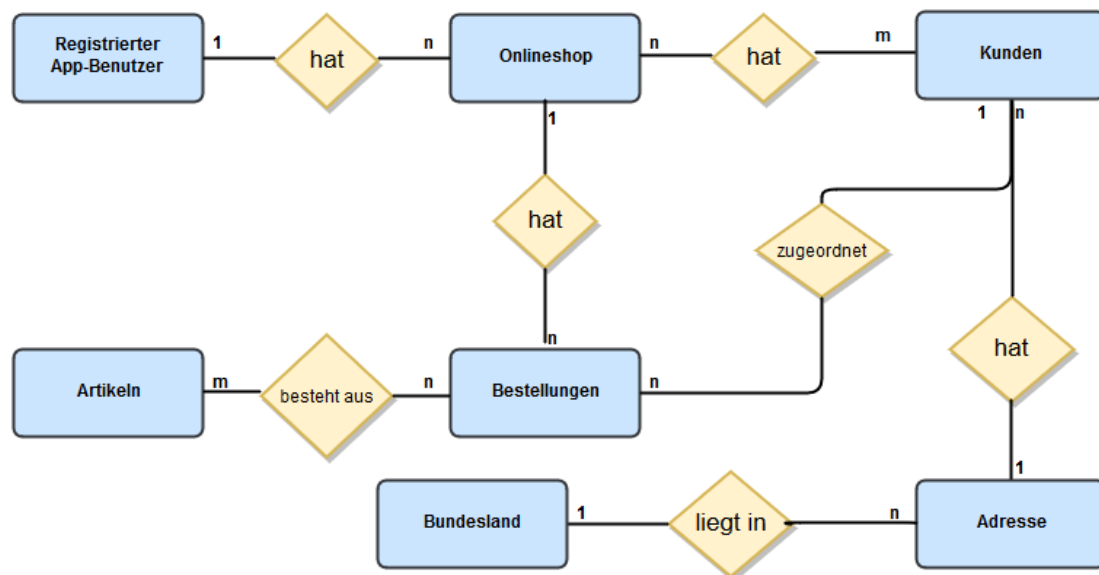 Registrierter
App-Benutzer
1
hat
n
Onlineshop
n
hat
m
Kunden
1
n
1
hat
zugeordnet
n
hat
Artikeln
m
besteht aus
n
Bestellungen
n
1
Bundesland
1
liegt in
n
Adresse